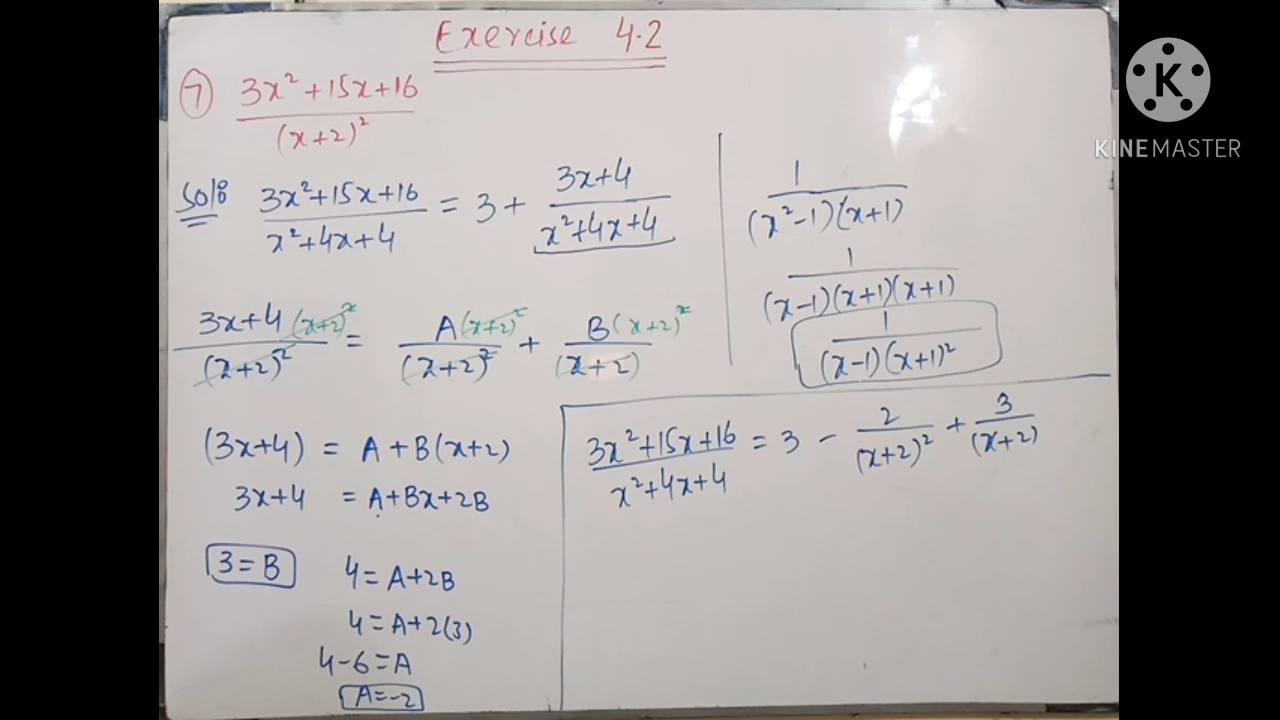 Exercise 4.2
⑦ 3x²+15x+16 / (x+2)²
Sol: 3x²+15x+16 / x²+4x+4 = 3 + 3x+4 / x²+4x+4
3x+4 (x+2)² / (x+2)² = A(x+2)² / (x+2)² + B(x+2)² / (x+2)
(3x+4) = A+B(x+2)
3x+4 = A+Bx+2B
3=B
4=A+2B
4=A+2(3)
4-6=A
A=-2
1 / (x²-1)(x+1)
1 / (x-1)(x+1)(x+1)
1 / (x-1)(x+1)²
3x²+15x+16 / x²+4x+4 = 3 - 2 / (x+2)² + 3 / (x+2)
K
KINEMASTER